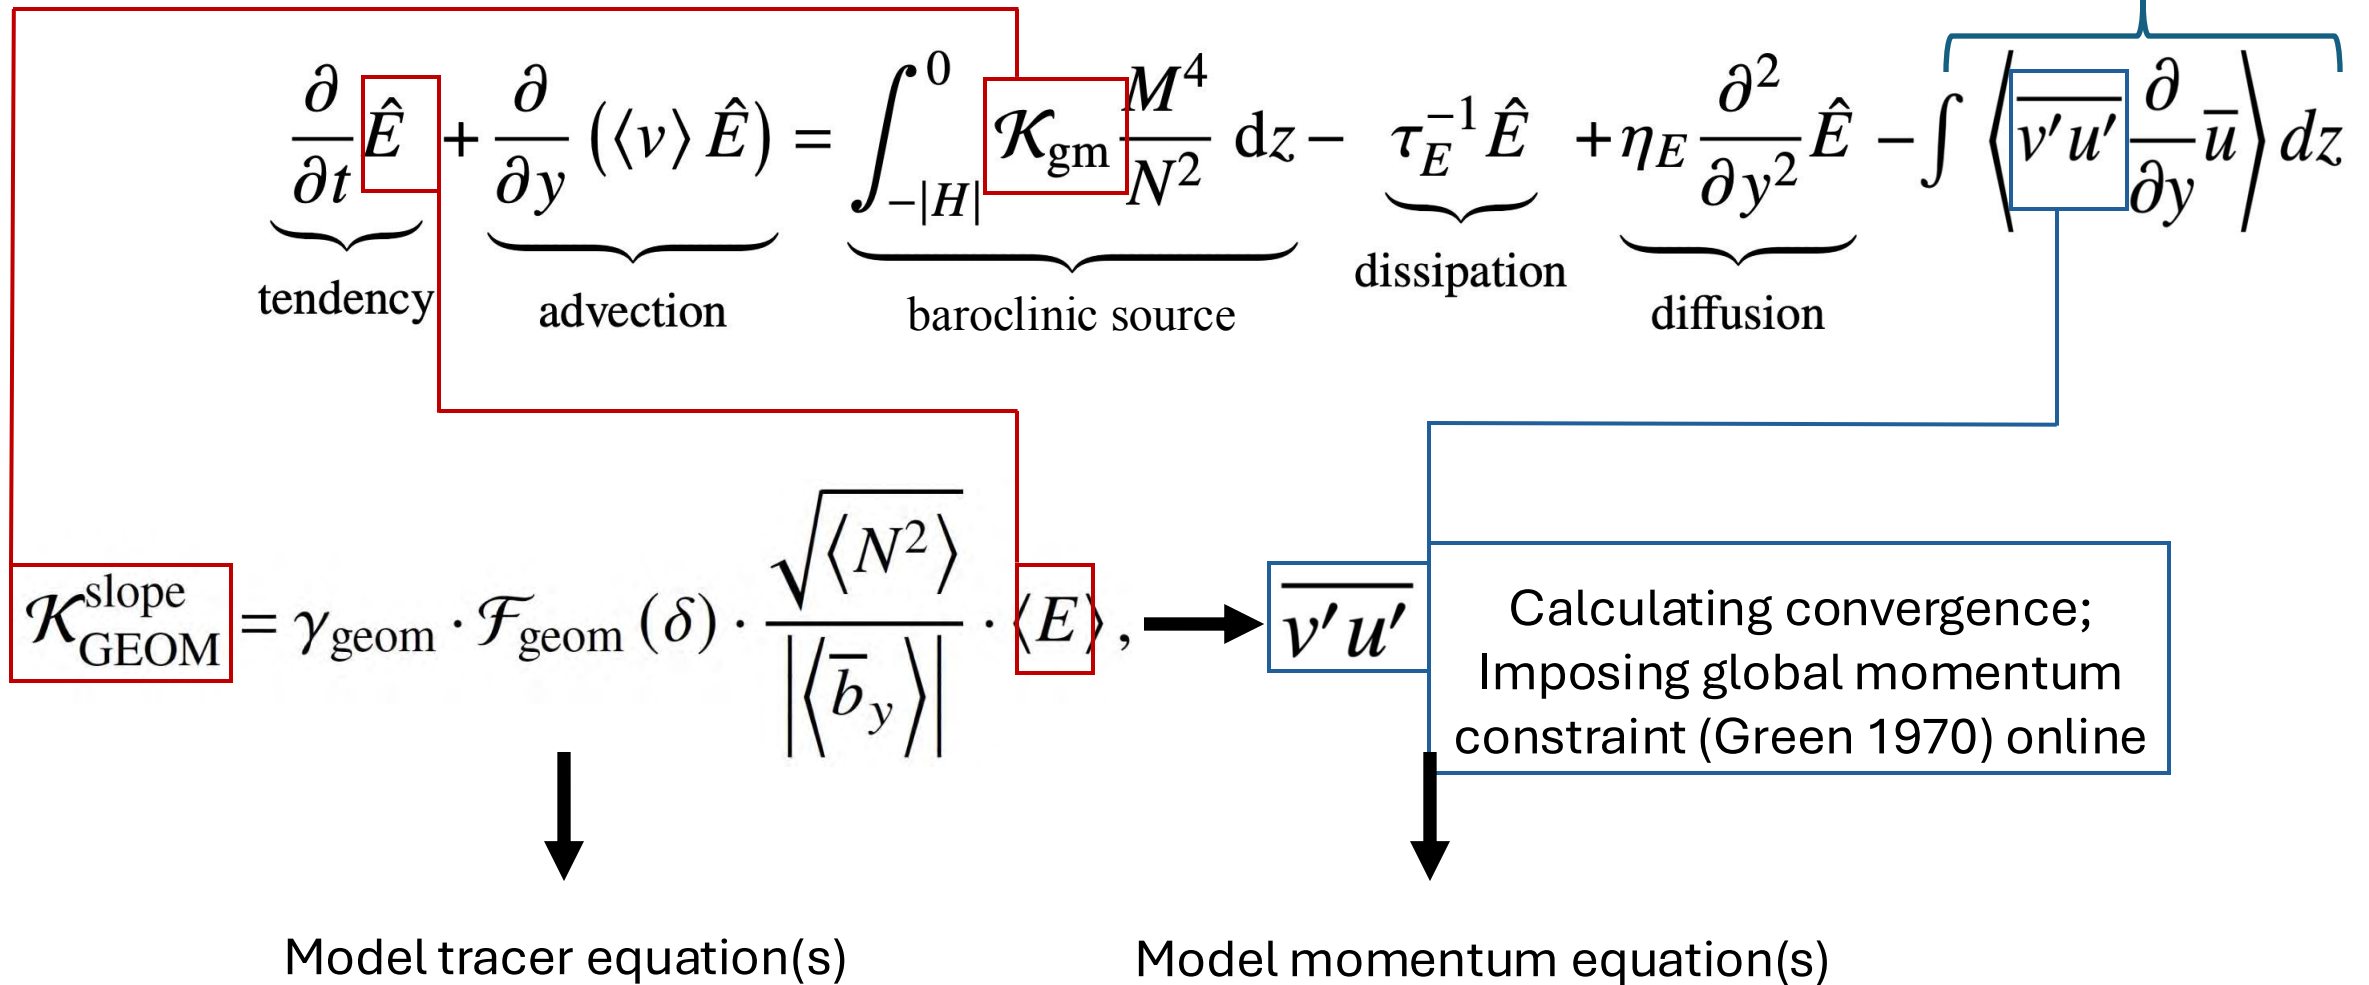 ∂/∂t Ê + ∂/∂y (⟨v⟩ Ê) = ∫_{-|H|}^{0} 𝒦_gm M⁴/N² dz − τ_E^{-1} Ê + η_E ∂²/∂y² Ê − ∫ ⟨ \overline{v′u′} ∂/∂y \overline{u} ⟩ dz
tendency
advection
baroclinic source
dissipation
diffusion
𝒦_GEOM^slope = γ_geom · ℱ_geom (δ) · √⟨N²⟩ / |⟨\overline{b}_y⟩| · ⟨E⟩,
\overline{v′u′}
Calculating convergence;
Imposing global momentum
constraint (Green 1970) online
Model tracer equation(s)
Model momentum equation(s)